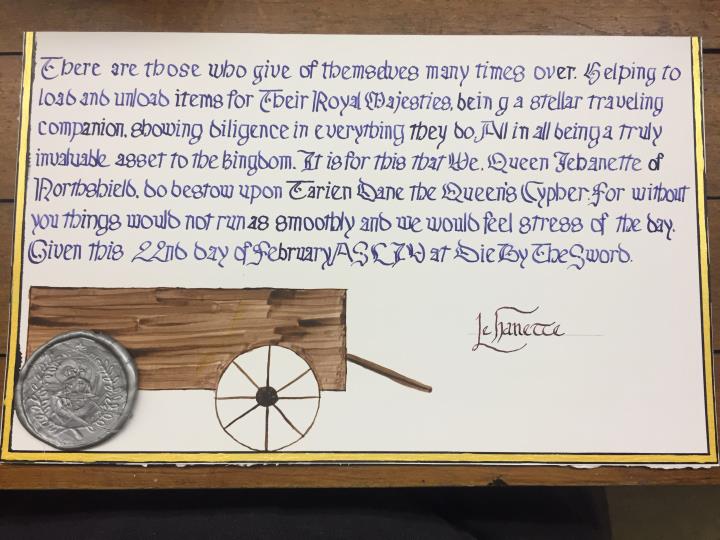 There are those who give of themselves many times over. Helping to
load and unload items for Their Royal Majesties, being a stellar traveling
companion, showing diligence in everything they do. All in all being a truly
invaluable asset to the kingdom. It is for this that We, Queen Jehanette of
Northshield, do bestow upon Tarien Dane the Queen's Cypher. For without
you things would not run as smoothly and we would feel stress of the day.
Given this 22nd day of February AS LIV at Die By The Sword.
Jehanette